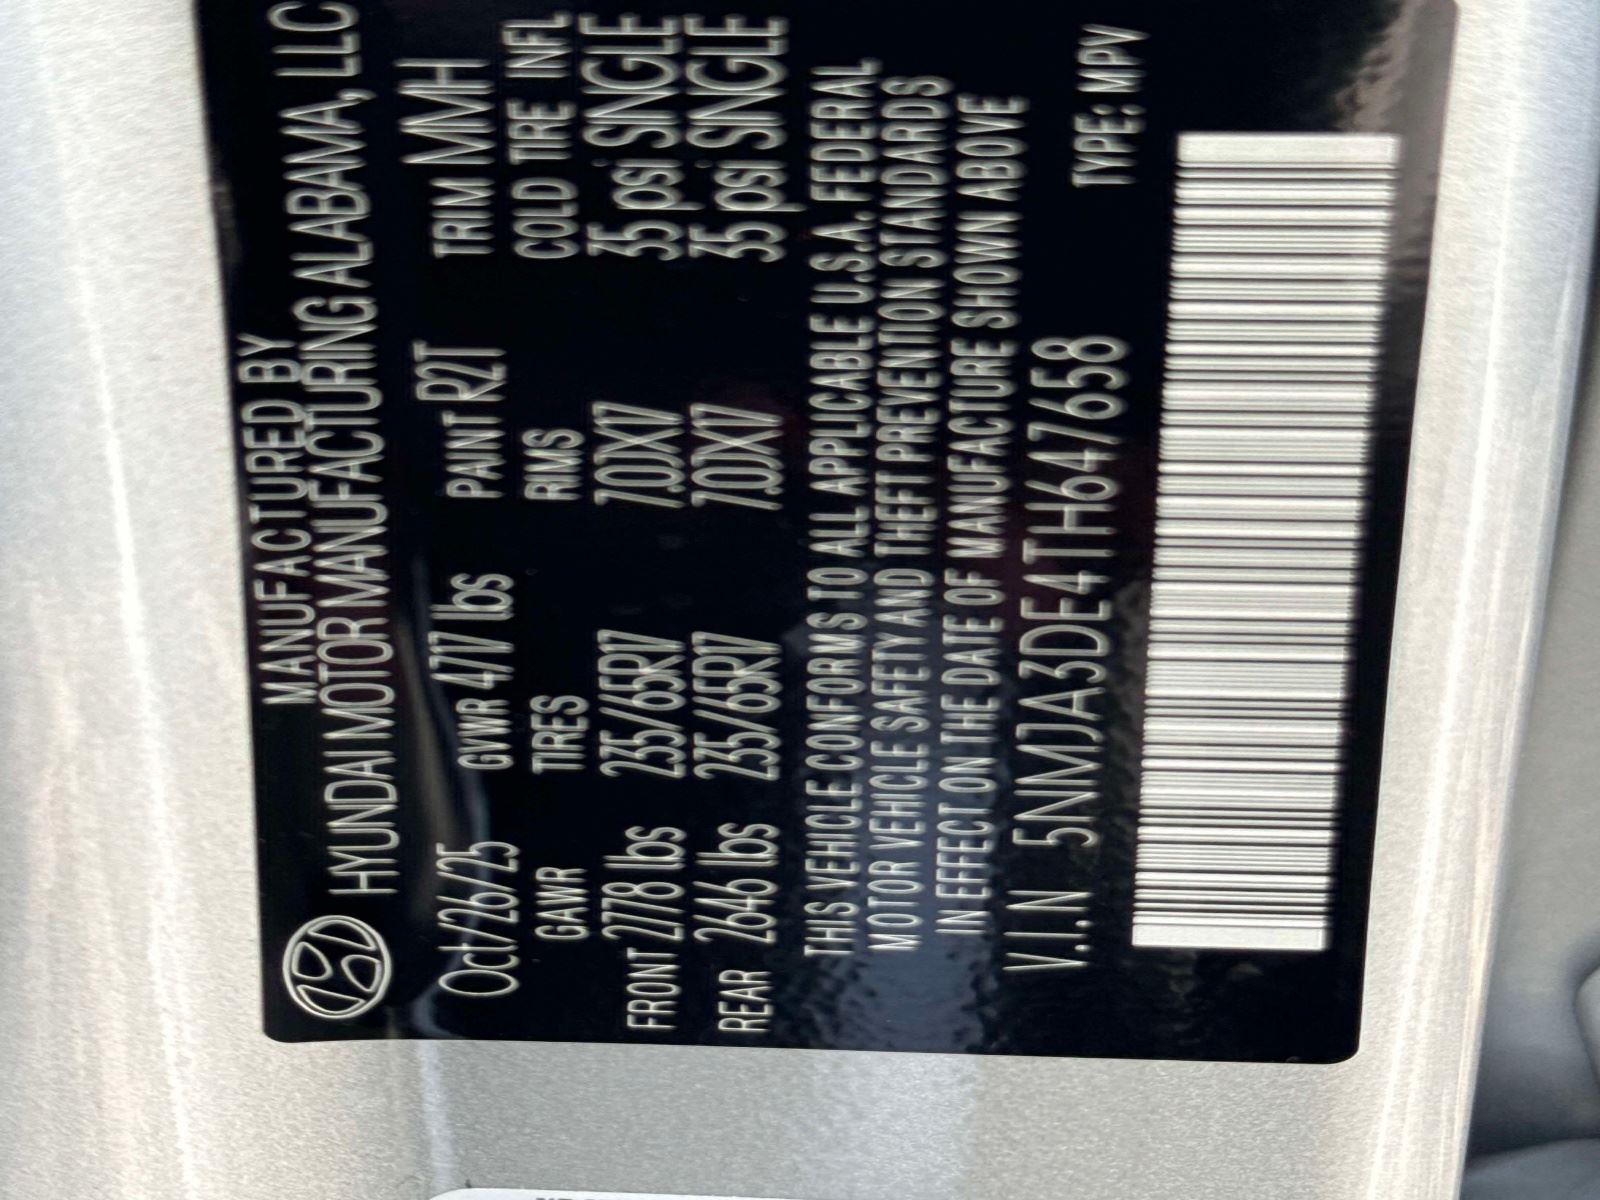 MANUFACTURED BY
HYUNDAI MOTOR MANUFACTURING ALABAMA, LLC
Oct/26/25 GVWR 4717 lbs PAINT R2T TRIM MMH
GAWR TIRES RIMS COLD TIRE INFL
FRONT 2778 lbs 235/65R17 7.0JX17 35 psi SINGLE
REAR 2646 lbs 235/65R17 7.0JX17 35 psi SINGLE
THIS VEHICLE CONFORMS TO ALL APPLICABLE U.S.A. FEDERAL
MOTOR VEHICLE SAFETY AND THEFT PREVENTION STANDARDS
IN EFFECT ON THE DATE OF MANUFACTURE SHOWN ABOVE
V.I.N 5NMJA3DE4TH647658 TYPE: MPV